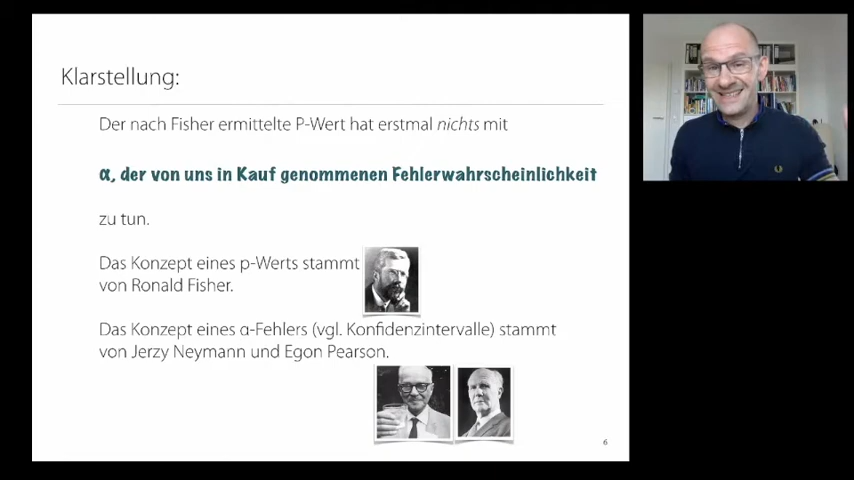 Klarstellung:
Der nach Fisher ermittelte P-Wert hat erstmal nichts mit
α, der von uns in Kauf genommenen Fehlerwahrscheinlichkeit
zu tun.
Das Konzept eines p-Werts stammt
von Ronald Fisher.
Das Konzept eines α-Fehlers (vgl. Konfidenzintervalle) stammt
von Jerzy Neymann und Egon Pearson.
6